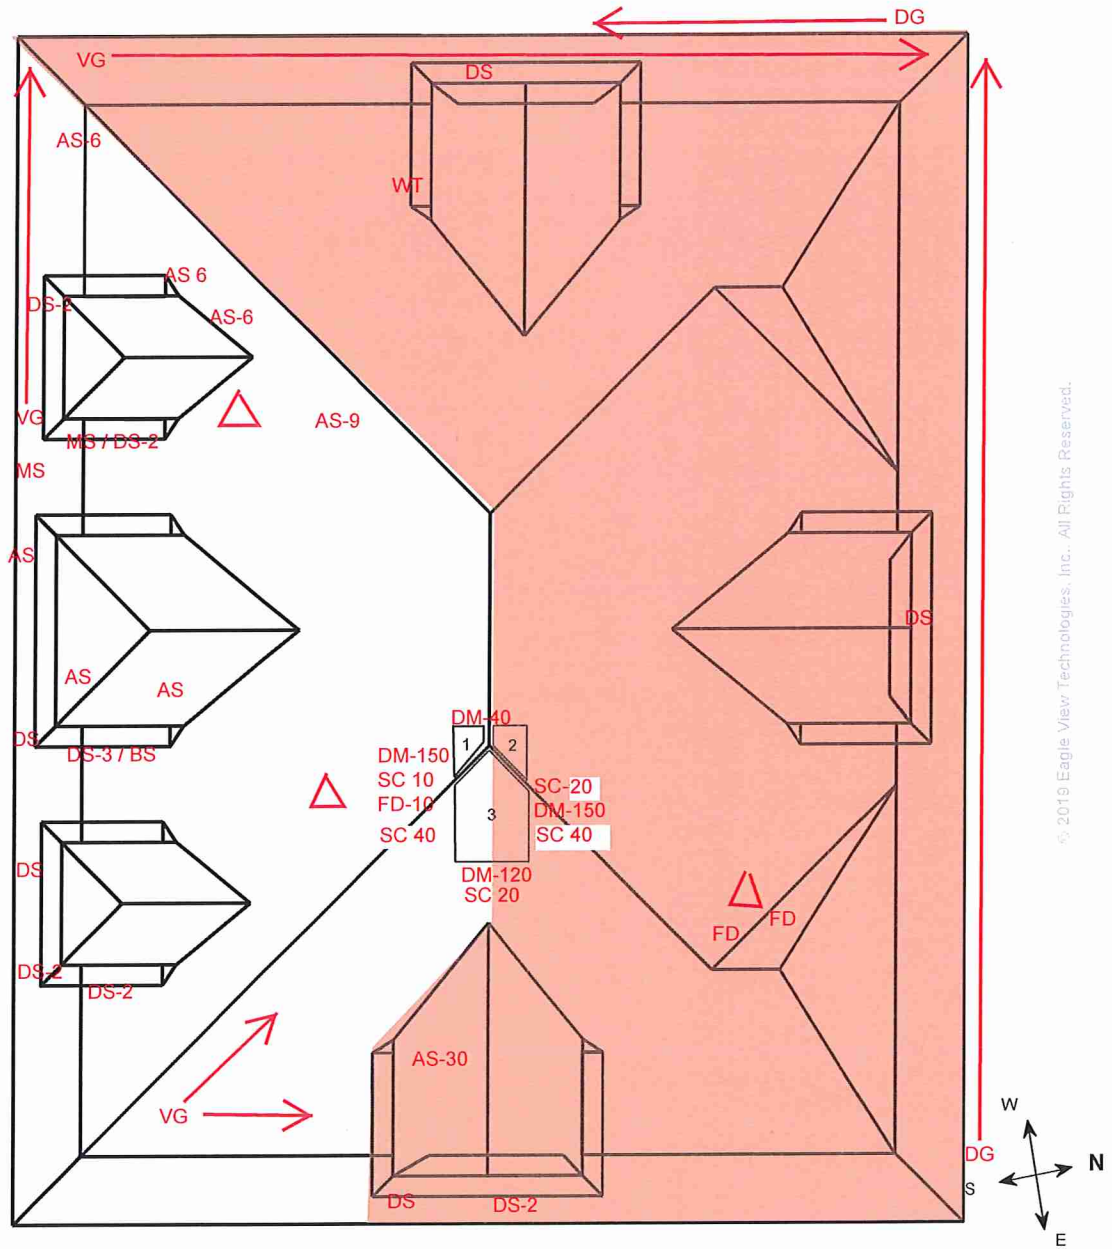 DG
VG
DS
AS-6
WT
AS 6
DS-2
AS-6
VG
AS-9
MS / DS-2
MS
AS
DS
AS
AS
DM-40
DS
DS-3 / BS
1
2
DM-150
SC 10
SC-20
FD-10
DM-150
3
SC 40
SC 40
DS
DM-120
SC 20
FD
FD
DS-2
DS-2
AS-30
VG
DG
DS
DS-2
W
N
S
E
© 2019 Eagle View Technologies, Inc.. All Rights Reserved.